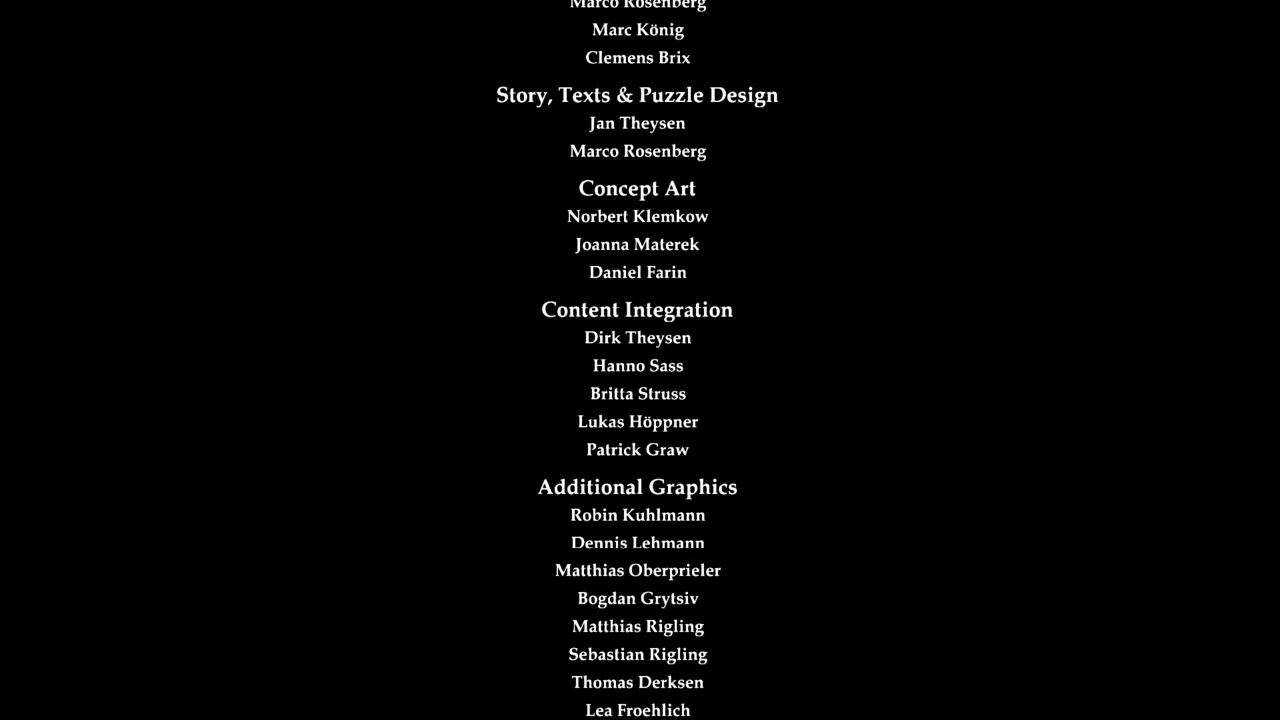 Marco Rosenberg
Marc König
Clemens Brix
Story, Texts & Puzzle Design
Jan Theysen
Marco Rosenberg
Concept Art
Norbert Klemkow
Joanna Materek
Daniel Farin
Content Integration
Dirk Theysen
Hanno Sass
Britta Struss
Lukas Höppner
Patrick Graw
Additional Graphics
Robin Kuhlmann
Dennis Lehmann
Matthias Oberprieler
Bogdan Grytsiv
Matthias Rigling
Sebastian Rigling
Thomas Derksen
Lea Froehlich